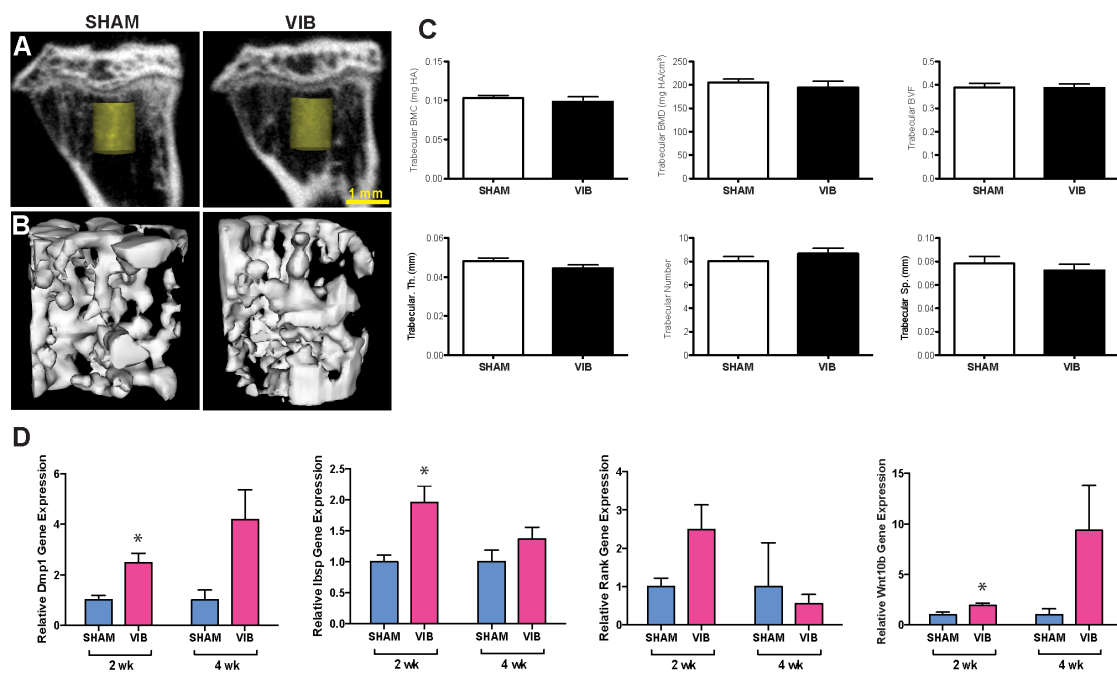 SHAM VIB
A
1 mm
B
C
Trabecular BMC (mg HA)
0.15
0.10
0.05
0.00
SHAM VIB
Trabecular BMD (mg HA/cm³)
250
200
150
100
50
0
SHAM VIB
Trabecular BVF
0.5
0.4
0.3
0.2
0.1
0.0
SHAM VIB
Trabecular. Th. (mm)
0.06
0.04
0.02
0.00
SHAM VIB
Trabecular Number
10
8
6
4
2
0
SHAM VIB
Trabecular Sp. (mm)
0.10
0.08
0.06
0.04
0.02
0.00
SHAM VIB
D
Relative Dmp1 Gene Expression
6
4
2
0
*
SHAM VIB SHAM VIB
2 wk 4 wk
Relative Ibsp Gene Expression
2.5
2.0
1.5
1.0
0.5
0.0
*
SHAM VIB SHAM VIB
2 wk 4 wk
Relative Rank Gene Expression
4
3
2
1
0
SHAM VIB SHAM VIB
2 wk 4 wk
Relative Wnt10b Gene Expression
15
10
5
0
*
SHAM VIB SHAM VIB
2 wk 4 wk